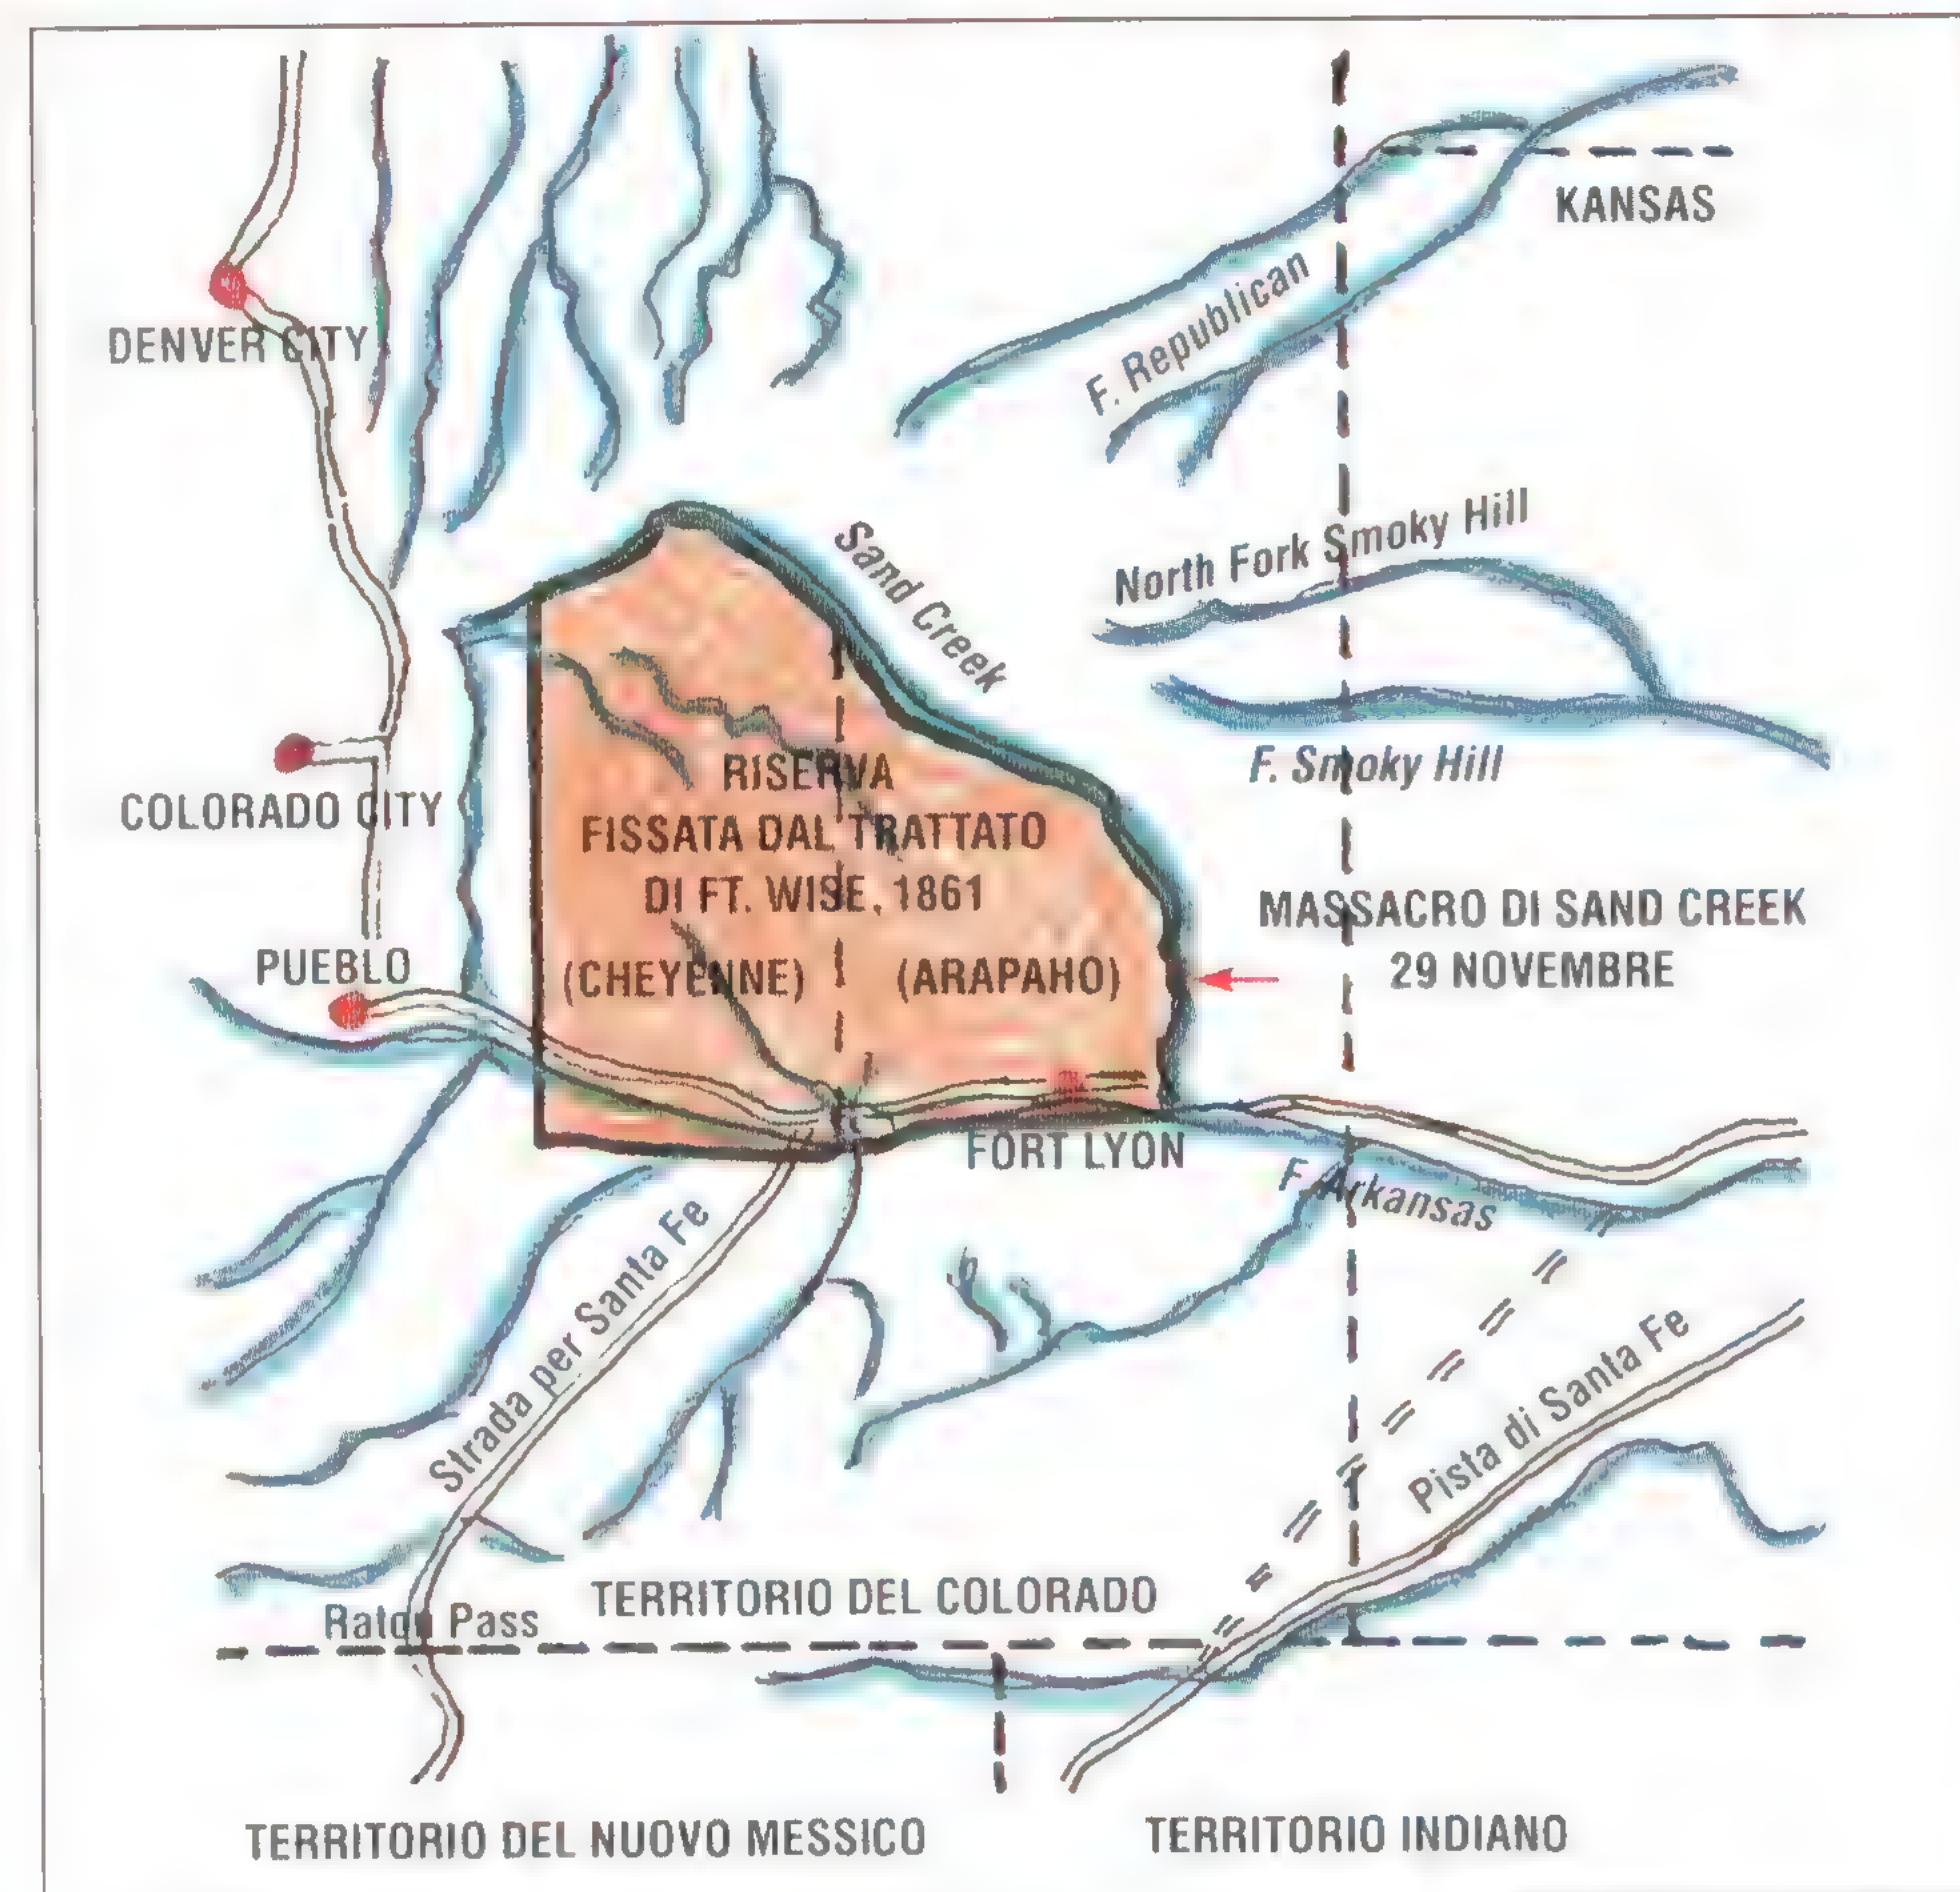 KANSAS
F. Republican
DENVER CITY
North Fork Smoky Hill
Sand Creek
F. Smoky Hill
COLORADO CITY
RISERVA
FISSATA DAL TRATTATO
DI FT. WISE, 1861
(CHEYENNE)
(ARAPAHO)
MASSACRO DI SAND CREEK
29 NOVEMBRE
PUEBLO
FORT LYON
F. Arkansas
Strada per Santa Fe
Pista di Santa Fe
Raton Pass
TERRITORIO DEL COLORADO
TERRITORIO DEL NUOVO MESSICO
TERRITORIO INDIANO